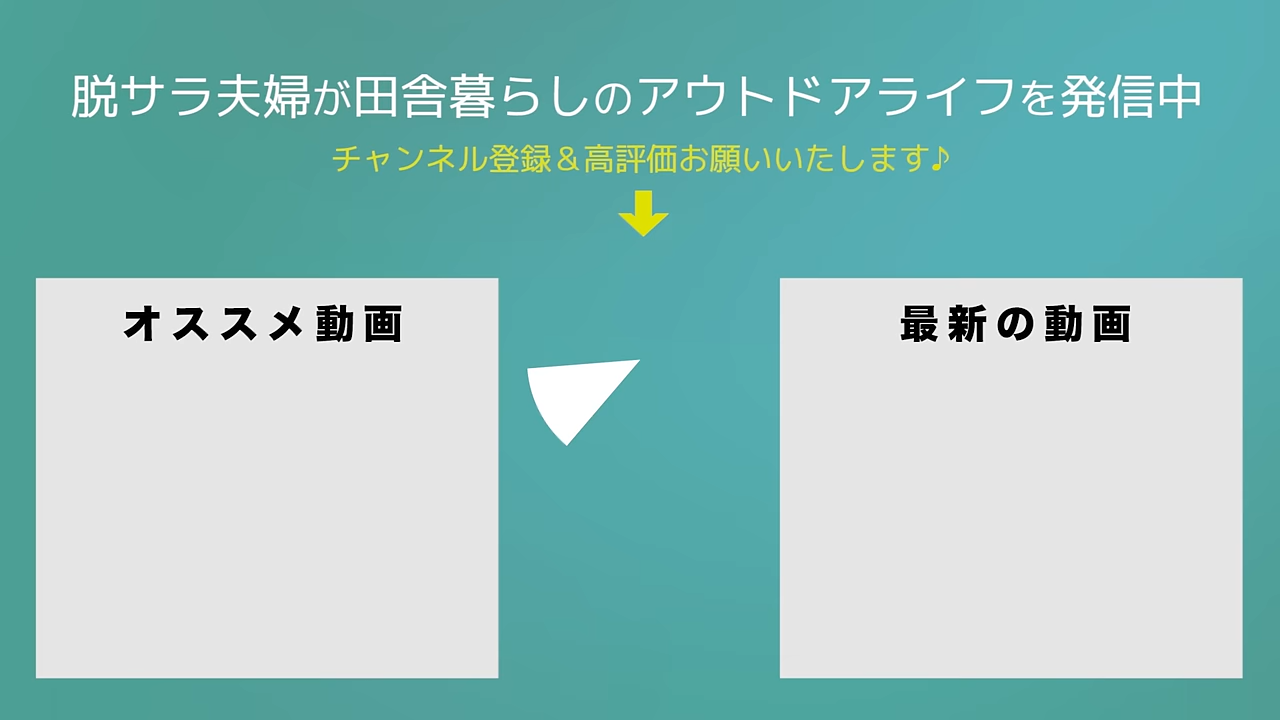 脱サラ夫婦が田舎暮らしのアウトドアライフを発信中
チャンネル登録＆高評価お願いいたします♪
オススメ動画
最新の動画